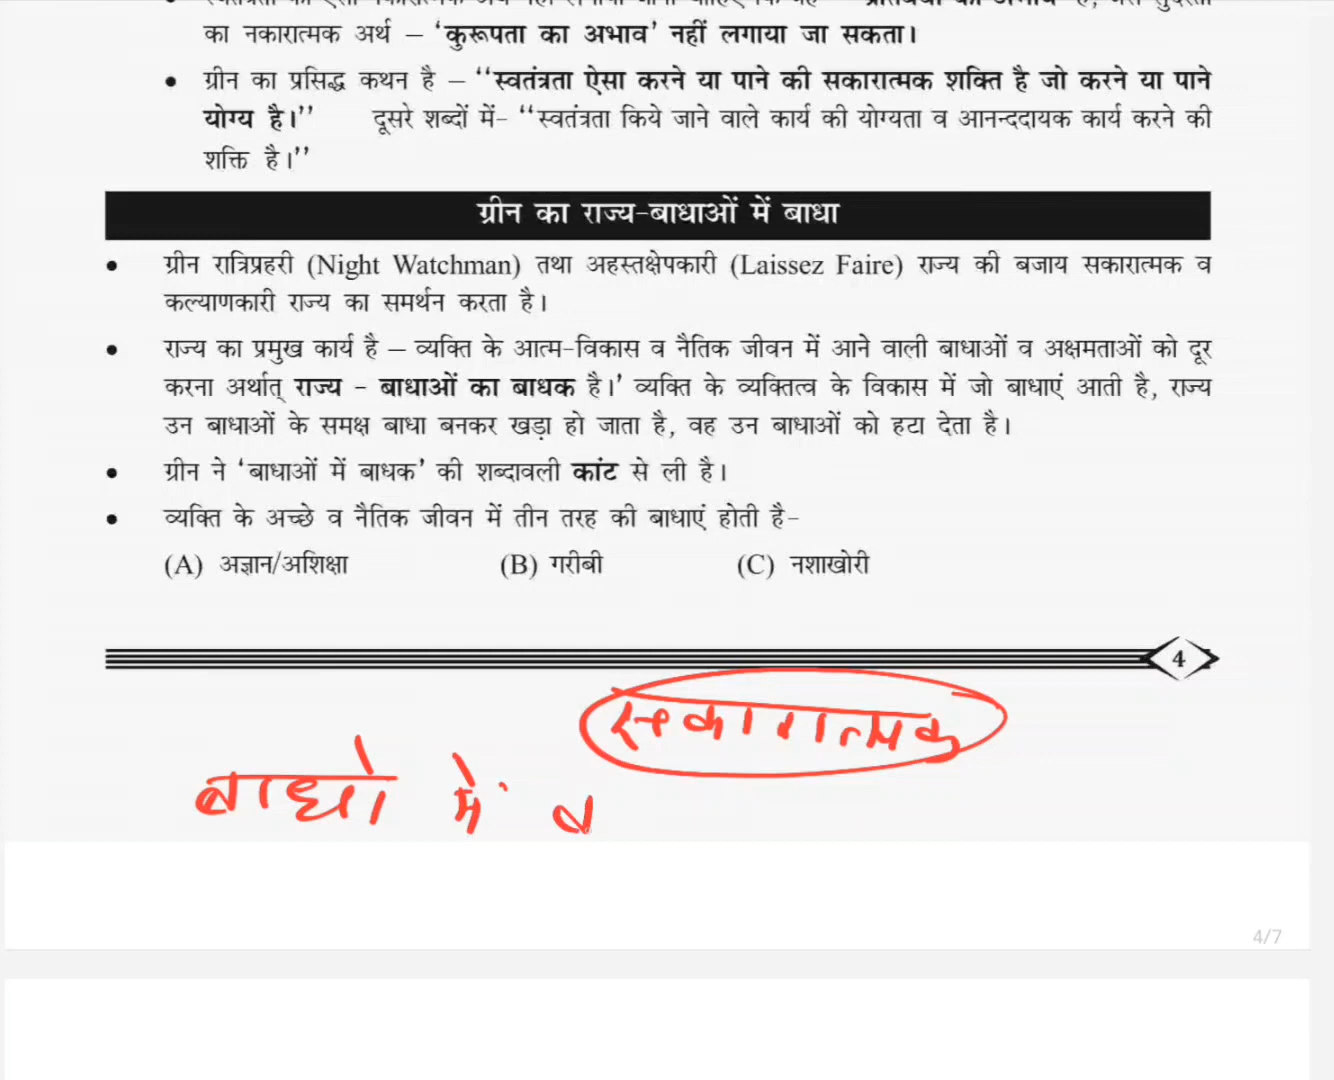 का नकारात्मक अर्थ – ‘कुरूपता का अभाव’ नहीं लगाया जा सकता।
• ग्रीन का प्रसिद्ध कथन है – ‘‘स्वतंत्रता ऐसा करने या पाने की सकारात्मक शक्ति है जो करने या पाने
योग्य है।’’ दूसरे शब्दों में- ‘‘स्वतंत्रता किये जाने वाले कार्य की योग्यता व आनन्ददायक कार्य करने की
शक्ति है।’’
ग्रीन का राज्य-बाधाओं में बाधा
• ग्रीन रात्रिप्रहरी (Night Watchman) तथा अहस्तक्षेपकारी (Laissez Faire) राज्य की बजाय सकारात्मक व
कल्याणकारी राज्य का समर्थन करता है।
• राज्य का प्रमुख कार्य है – व्यक्ति के आत्म-विकास व नैतिक जीवन में आने वाली बाधाओं व अक्षमताओं को दूर
करना अर्थात् राज्य - बाधाओं का बाधक है।’ व्यक्ति के व्यक्तित्व के विकास में जो बाधाएं आती है, राज्य
उन बाधाओं के समक्ष बाधा बनकर खड़ा हो जाता है, वह उन बाधाओं को हटा देता है।
• ग्रीन ने ‘बाधाओं में बाधक’ की शब्दावली कांट से ली है।
• व्यक्ति के अच्छे व नैतिक जीवन में तीन तरह की बाधाएं होती है-
(A) अज्ञान/अशिक्षा (B) गरीबी (C) नशाखोरी
4
सकारात्मक
बाधो में व
4/7